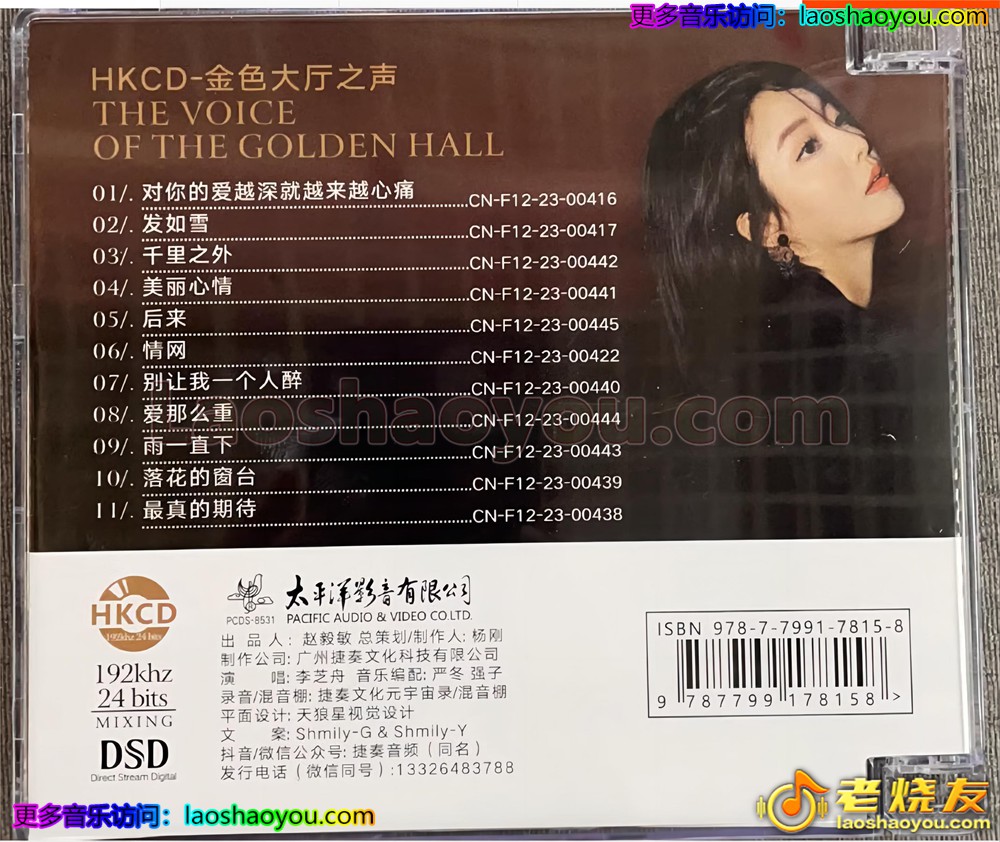 更多音乐访问：laoshaoyou.com
HKCD-金色大厅之声
THE VOICE
OF THE GOLDEN HALL
01/. 对你的爱越深就越来越心痛 CN-F12-23-00416
02/. 发如雪 CN-F12-23-00417
03/. 千里之外 CN-F12-23-00442
04/. 美丽心情 CN-F12-23-00441
05/. 后来 CN-F12-23-00445
06/. 情网 CN-F12-23-00422
07/. 别让我一个人醉 CN-F12-23-00440
08/. 爱那么重 CN-F12-23-00444
laoshaoyou.com
09/. 雨一直下 CN-F12-23-00443
10/. 落花的窗台 CN-F12-23-00439
11/. 最真的期待 CN-F12-23-00438
HKCD
192khz 24 bits
192khz
24 bits
MIXING
DSD
Direct Stream Digital
PCDS-8531
太平洋影音有限公司
PACIFIC AUDIO & VIDEO CO.LTD.
出品人：赵毅敏 总策划/制作人：杨刚
制作公司：广州捷奏文化科技有限公司
演唱：李芝舟 音乐编配：严冬 强子
录音/混音棚：捷奏文化元宇宙录/混音棚
平面设计：天狼星视觉设计
文案：Shmily-G & Shmily-Y
抖音/微信公众号：捷奏音频（同名）
发行电话（微信同号）:13326483788
ISBN 978-7-7991-7815-8
9 787799 178158 >
更多音乐访问：laoshaoyou.com
老烧友
laoshaoyou.com